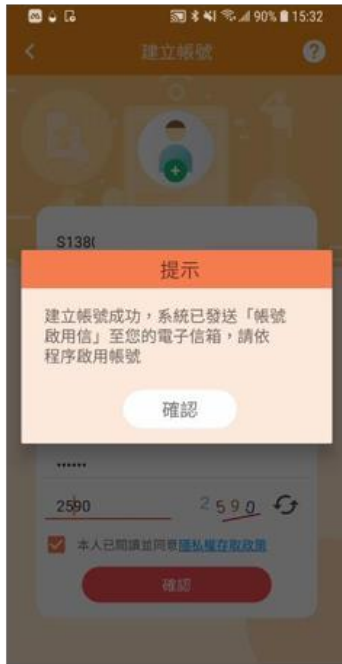 90% 15:32
建立帳號
?
S138(
提示
建立帳號成功，系統已發送「帳號
啟用信」至您的電子信箱，請依
程序啟用帳號
確認
••••••
2590 2590
本人已閱讀並同意隱私權存取政策
確認